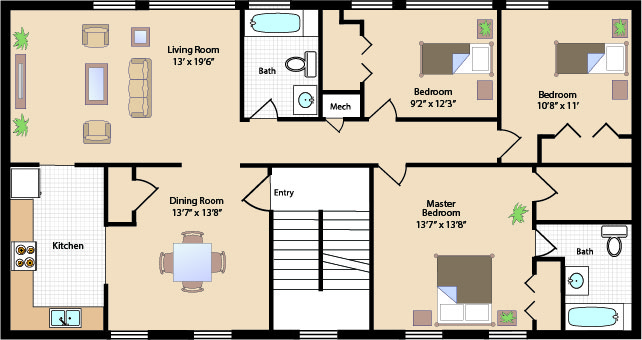 Living Room
13' x 19'6"
Bath
Mech
Bedroom
9'2" x 12'3"
Bedroom
10'8" x 11'
Entry
Dining Room
13'7" x 13'8"
Master
Bedroom
13'7" x 13'8"
Kitchen
Bath